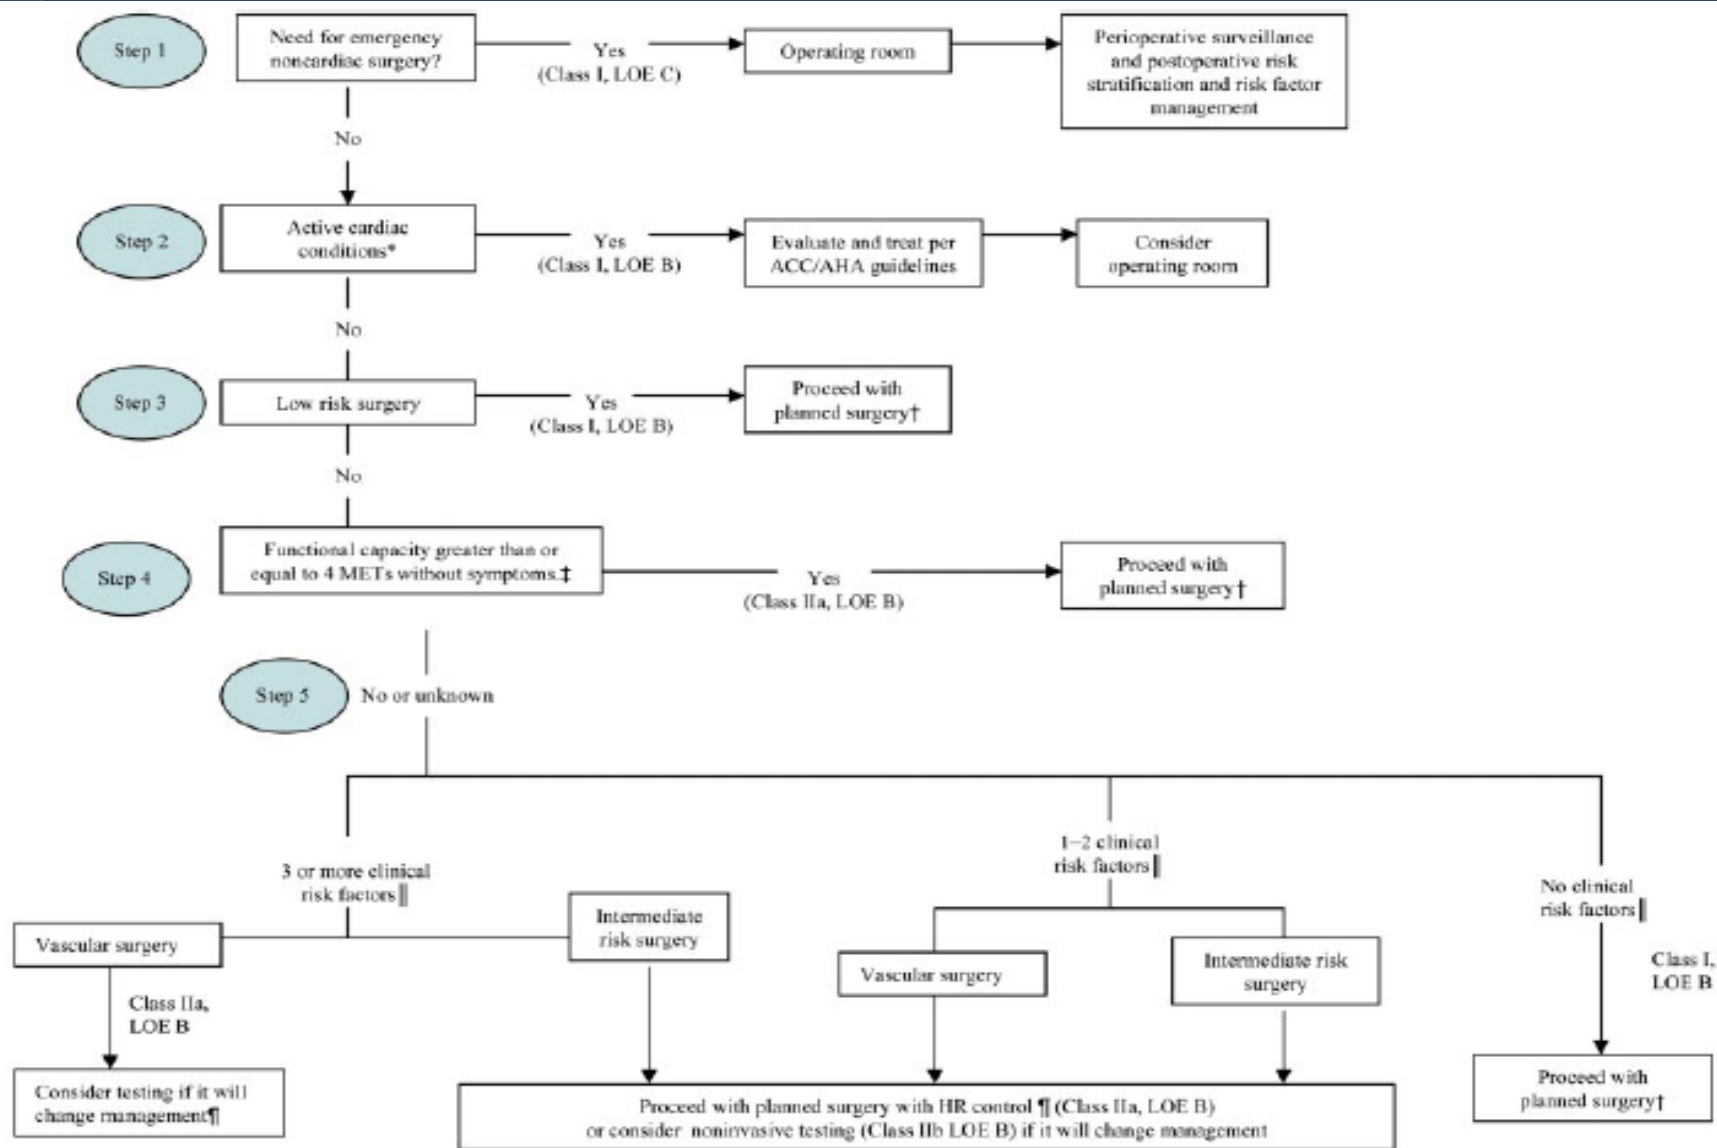 Step 1
Need for emergency
noncardiac surgery?
Yes
(Class I, LOE C)
Operating room
Perioperative surveillance
and postoperative risk
stratification and risk factor
management
No
Step 2
Active cardiac
conditions*
Yes
(Class I, LOE B)
Evaluate and treat per
ACC/AHA guidelines
Consider
operating room
No
Step 3
Low risk surgery
Yes
(Class I, LOE B)
Proceed with
planned surgery†
No
Step 4
Functional capacity greater than or
equal to 4 METs without symptoms.‡
Yes
(Class IIa, LOE B)
Proceed with
planned surgery†
Step 5
No or unknown
3 or more clinical
risk factors‖
Vascular surgery
Class IIa,
LOE B
Consider testing if it will
change management¶
Intermediate
risk surgery
1−2 clinical
risk factors‖
Vascular surgery
Intermediate risk
surgery
Proceed with planned surgery with HR control ¶ (Class IIa, LOE B)
or consider noninvasive testing (Class IIb LOE B) if it will change management
No clinical
risk factors‖
Class I,
LOE B
Proceed with
planned surgery†